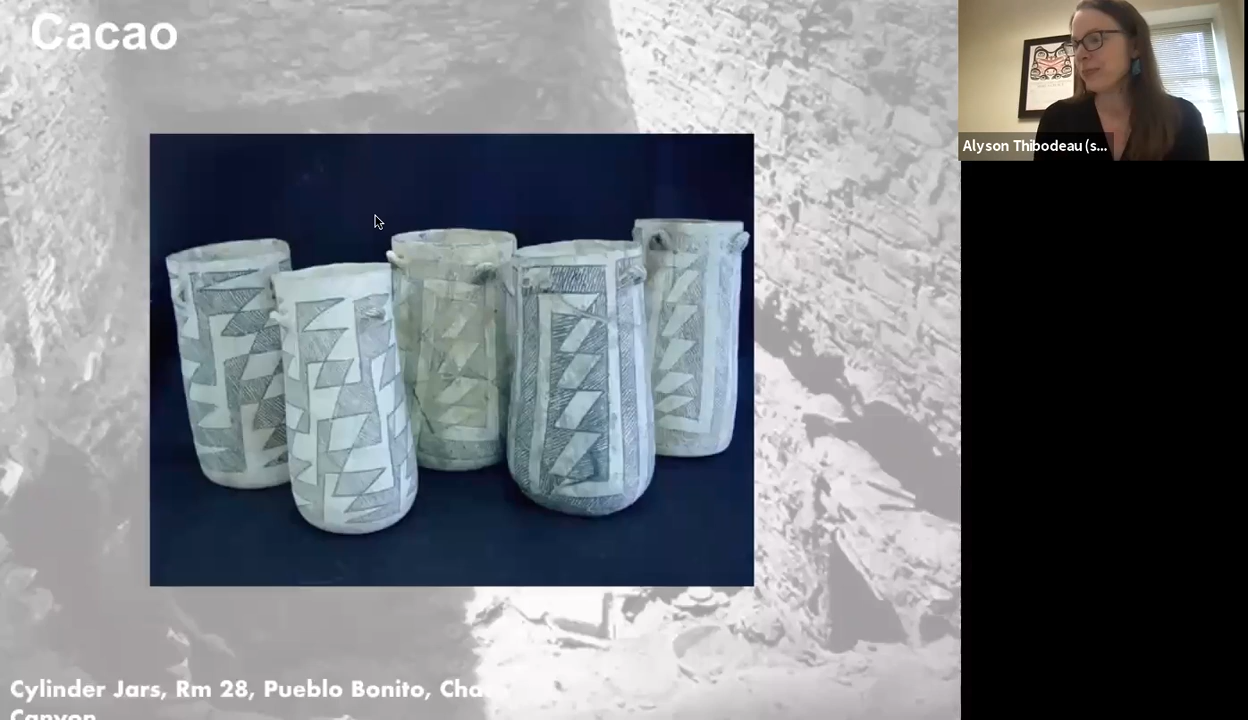 Cacao
Alyson Thibodeau (s...
Cylinder Jars, Rm 28, Pueblo Bonito, Cha
Canyon